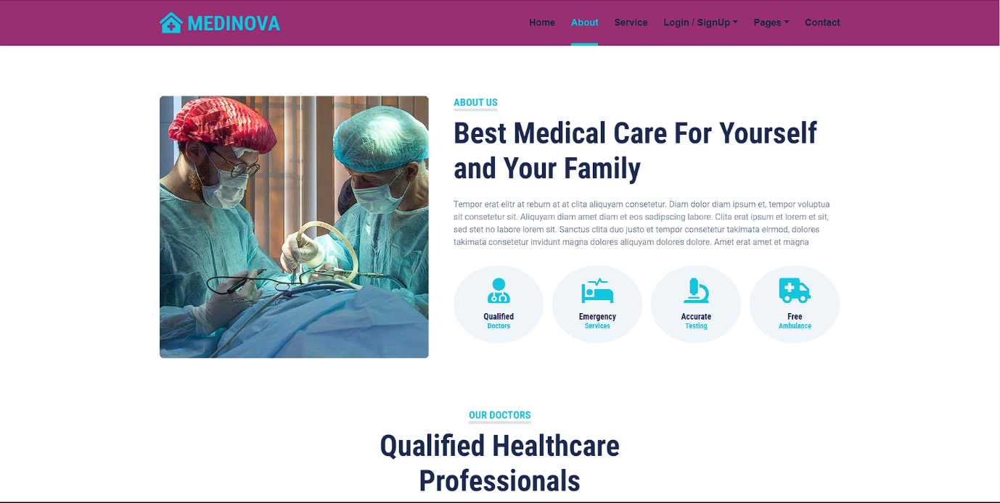 MEDINOVA
Home About Service Login / SignUp Pages Contact
ABOUT US
Best Medical Care For Yourself
and Your Family
Tempor erat elitr at rebum at at clita aliquyam consetetur. Diam dolor diam ipsum et, tempor voluptua
sit consetetur sit. Aliquyam diam amet diam et eos sadipscing labore. Clita erat ipsum et lorem et sit,
sed stet no labore lorem sit. Sanctus clita duo justo et tempor consetetur takimata eirmod, dolores
takimata consetetur invidunt magna dolores aliquyam dolores dolore. Amet erat amet et magna
Qualified
Doctors
Emergency
Services
Accurate
Testing
Free
Ambulance
OUR DOCTORS
Qualified Healthcare
Professionals